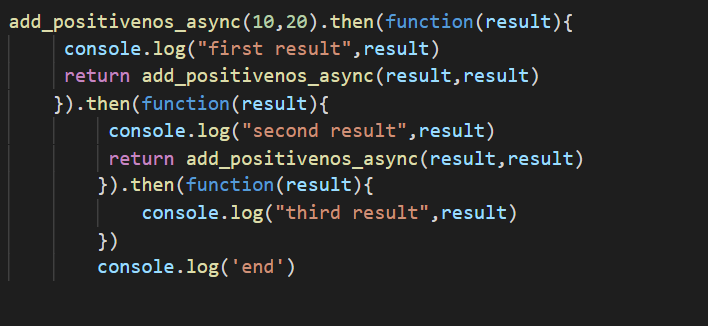 add_positivenos_async(10,20).then(function(result){
console.log("first result",result)
return add_positivenos_async(result,result)
}).then(function(result){
console.log("second result",result)
return add_positivenos_async(result,result)
}).then(function(result){
console.log("third result",result)
})
console.log('end')